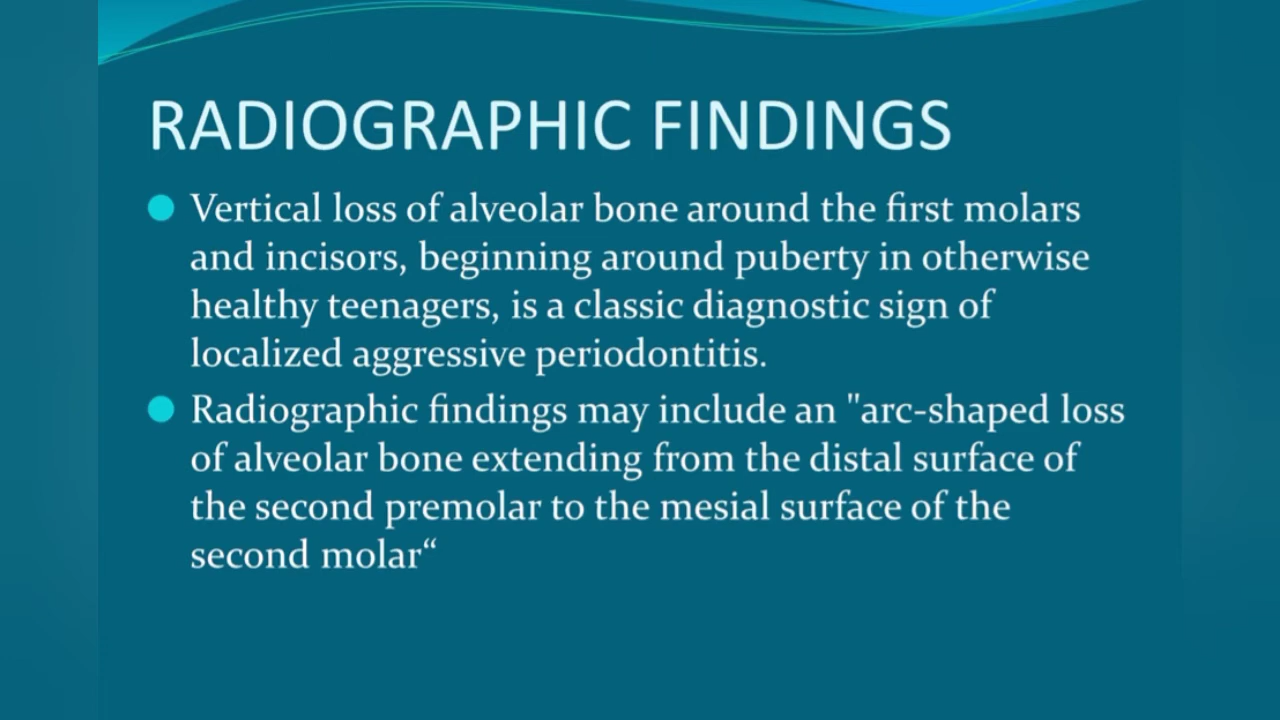 RADIOGRAPHIC FINDINGS
Vertical loss of alveolar bone around the first molars
and incisors, beginning around puberty in otherwise
healthy teenagers, is a classic diagnostic sign of
localized aggressive periodontitis.
Radiographic findings may include an "arc-shaped loss
of alveolar bone extending from the distal surface of
the second premolar to the mesial surface of the
second molar“